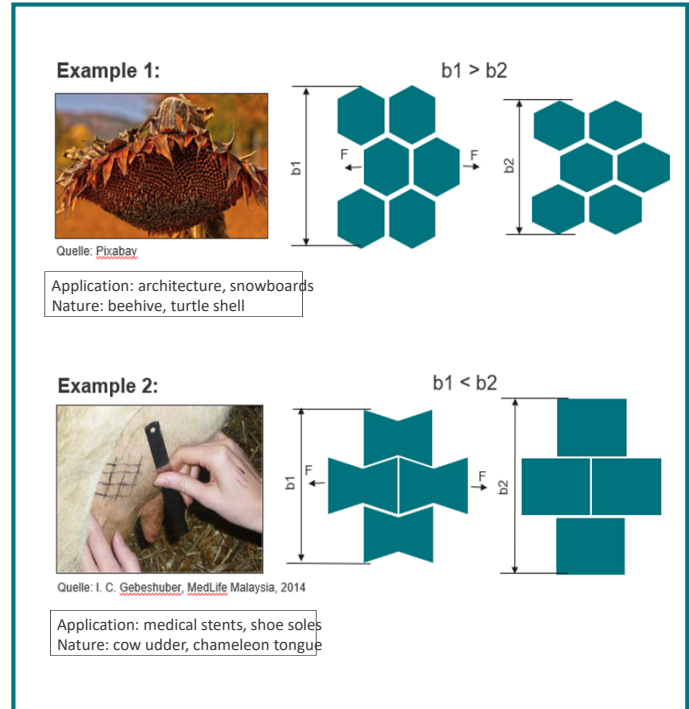 Example 1:
b1 > b2
b1
F
F
b2
Quelle: Pixabay
Application: architecture, snowboards
Nature: beehive, turtle shell
Example 2:
b1 < b2
b1
F
F
b2
Quelle: I. C. Gebeshuber, MedLife Malaysia, 2014
Application: medical stents, shoe soles
Nature: cow udder, chameleon tongue